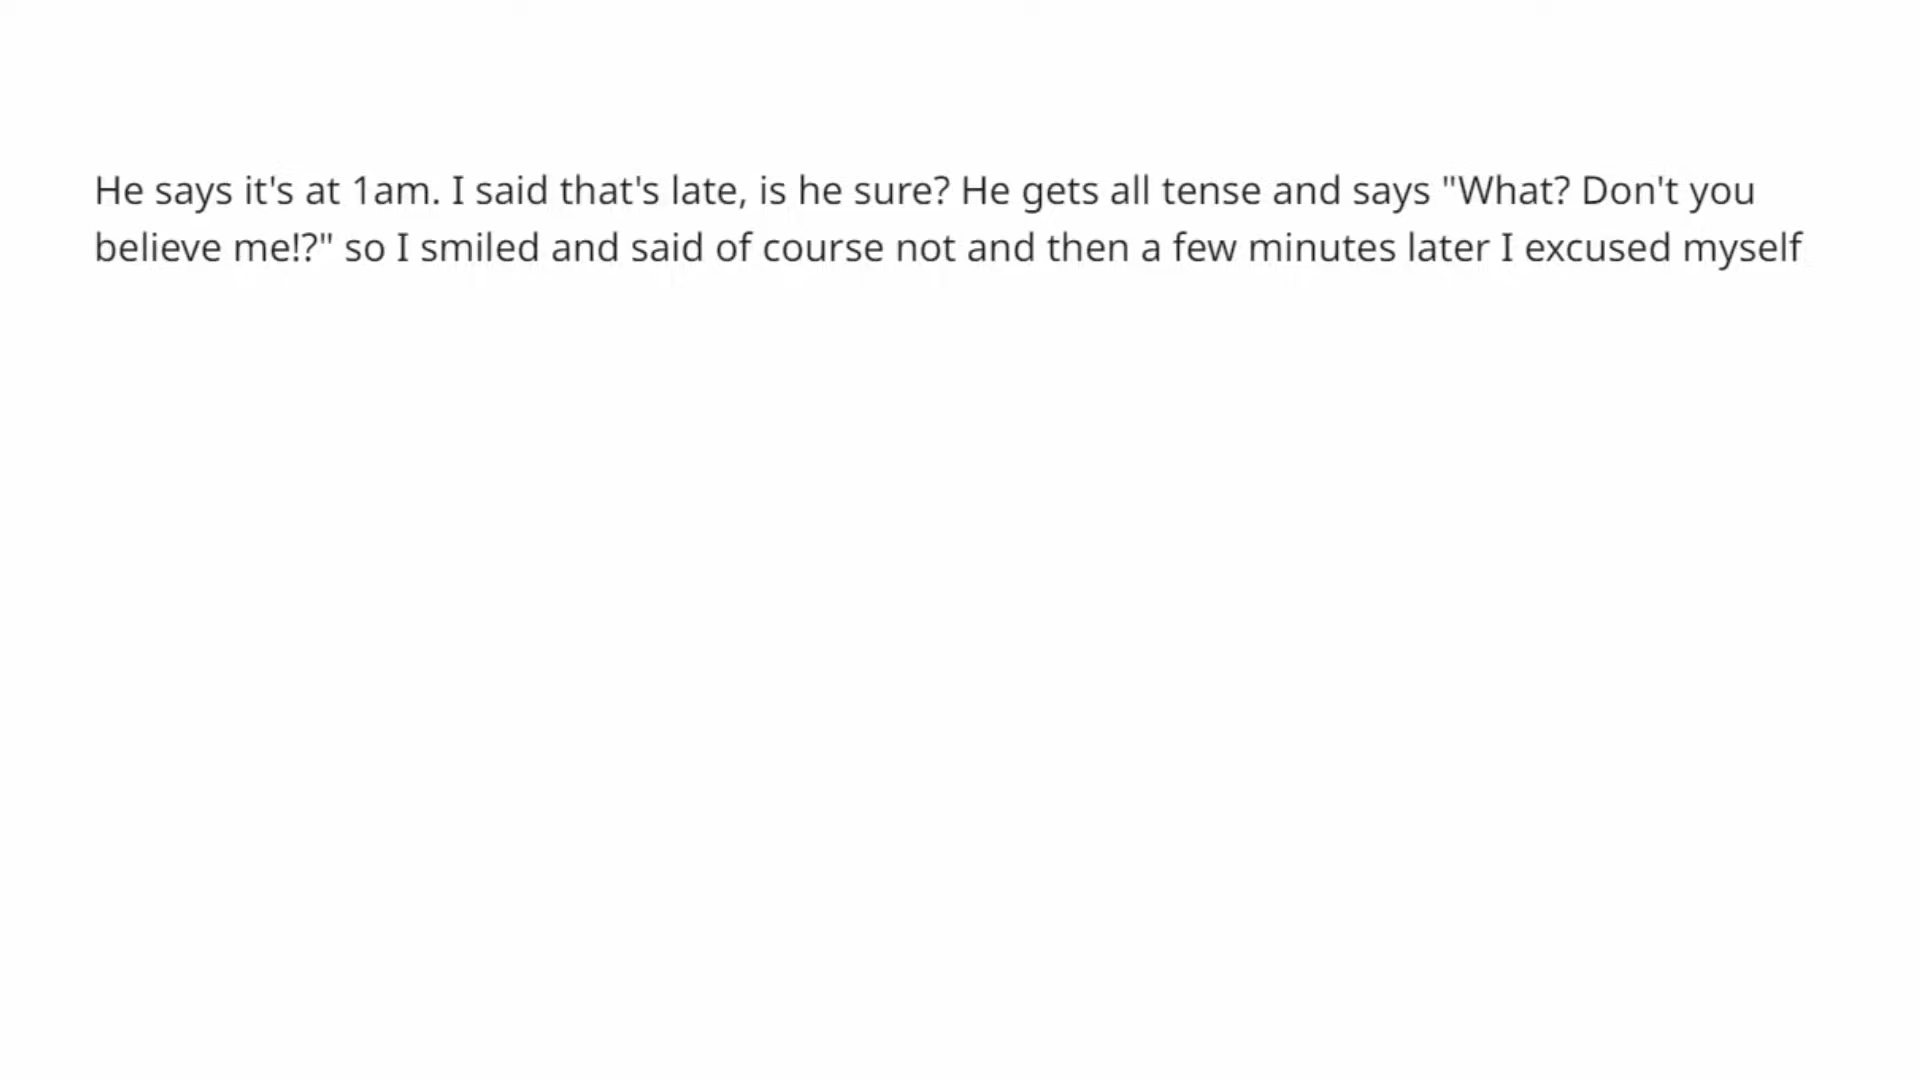 He says it's at 1am. I said that's late, is he sure? He gets all tense and says "What? Don't you
believe me!?" so I smiled and said of course not and then a few minutes later I excused myself